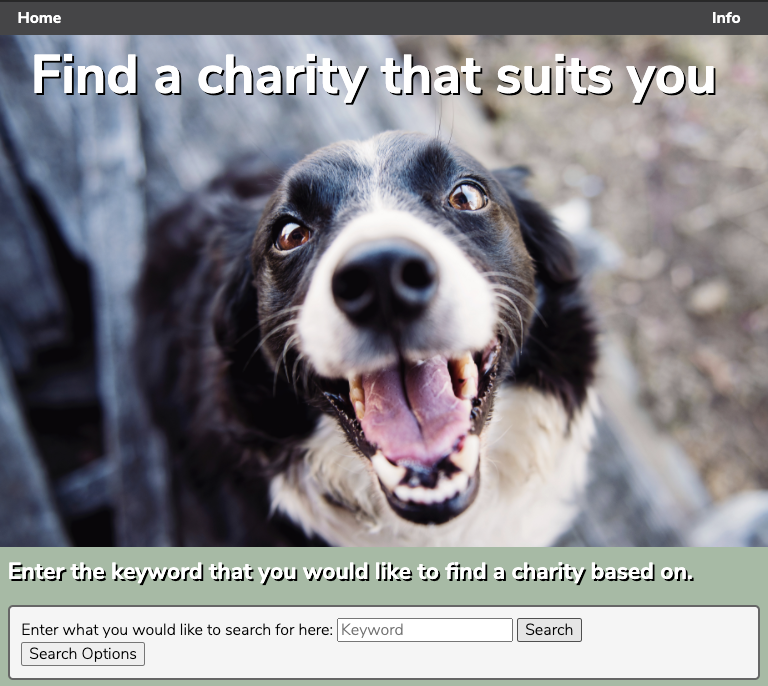 Home Info
Find a charity that suits you
Enter the keyword that you would like to find a charity based on.
Enter what you would like to search for here: Keyword Search
Search Options